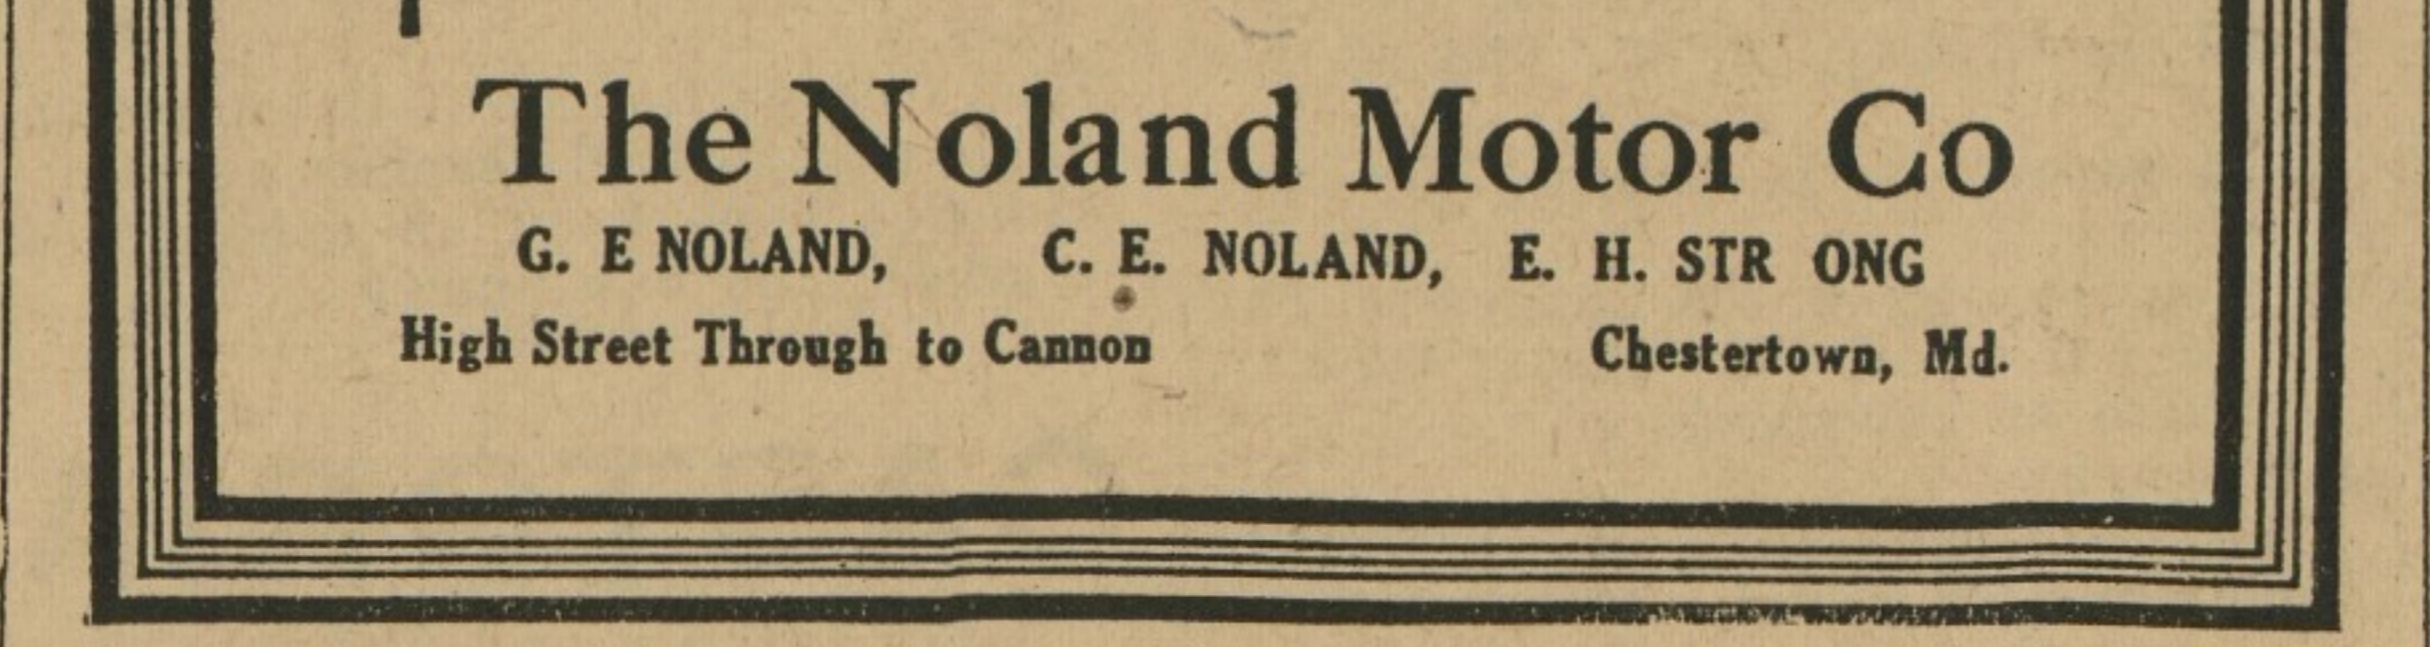 The Noland Motor Co
G. E NOLAND, C. E. NOLAND, E. H. STR ONG
High Street Through to Cannon Chestertown, Md.